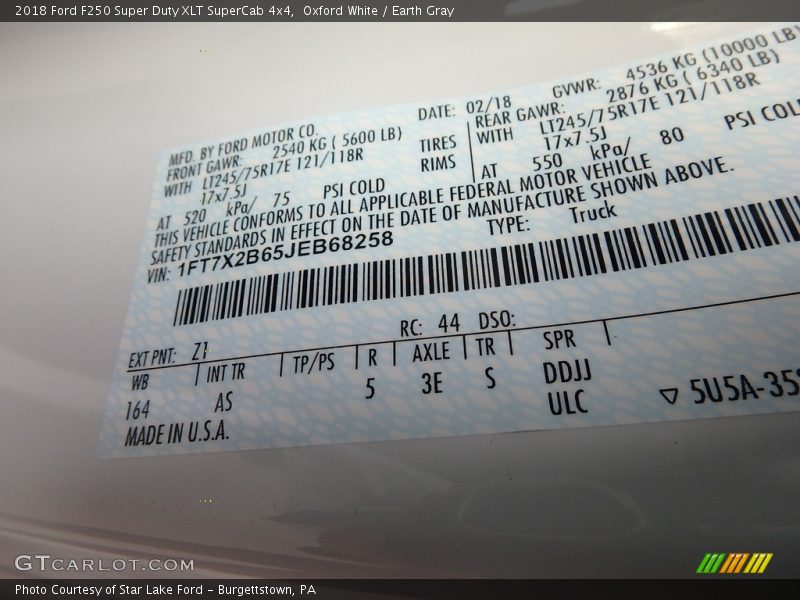 2018 Ford F250 Super Duty XLT SuperCab 4x4, Oxford White / Earth Gray
MFD. BY FORD MOTOR CO.
DATE: 02/18
GVWR: 4536 KG (10000 LB)
FRONT GAWR: 2540 KG ( 5600 LB)
REAR GAWR: 2876 KG ( 6340 LB)
WITH LT245/75R17E 121/118R TIRES
WITH LT245/75R17E 121/118R
17x7.5J RIMS
17x7.5J
AT 520 kPa/ 75 PSI COLD
AT 550 kPa/ 80 PSI COLD
THIS VEHICLE CONFORMS TO ALL APPLICABLE FEDERAL MOTOR VEHICLE
SAFETY STANDARDS IN EFFECT ON THE DATE OF MANUFACTURE SHOWN ABOVE.
VIN: 1FT7X2B65JEB68258
TYPE: Truck
EXT PNT: Z1 RC: 44 DSO:
WB INT TR TP/PS R AXLE TR SPR
164 AS 5 3E S DDJJ
ULC
5U5A-35
MADE IN U.S.A.
GTCARLOT.COM
Photo Courtesy of Star Lake Ford - Burgettstown, PA